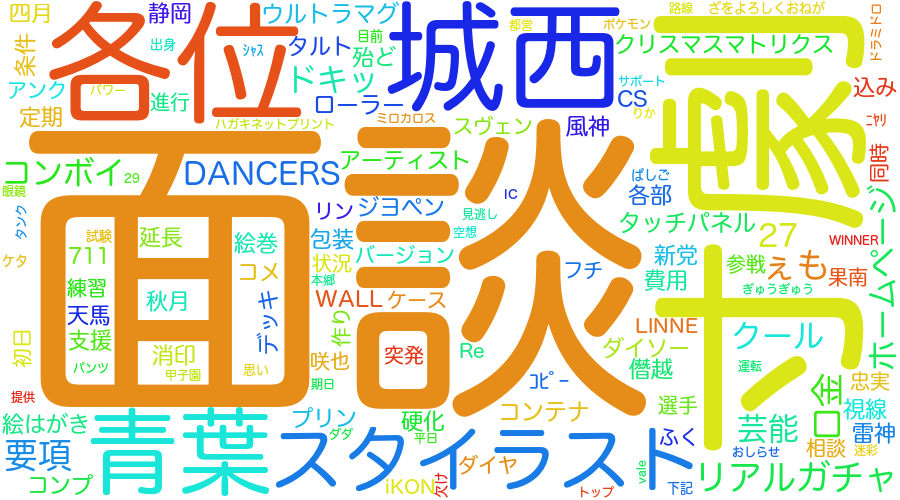 四月
静岡
ウルトラマグ
都営
ポケモン
路線
ざをよろしくおねが
ドラミドロ
条件
各位
出身
ｼｬｽ
タルト
目前
殆ど
城西
クリスマスマトリクス
アンク
パワー
進行
ドキッ
ローラー
サポート
CS
込み
定期
ハガキネットプリント
ミロカロス
スヴェン
風神
りか
ﾆﾔﾘ
同時
コンボイ
29
DANCERS
アーティスト
IC
ぱしご
各部
眼鏡
タンク
リン
ジヨペン
見逃し
空想
タッチパネル
27
WINNER
ホームページ
ケタ
試験
711
延長
絵巻
包装
バージョン
状況
本郷
フチ
新党
費用
参戦
えも
果南
練習
天馬
支援
秋月
コメ
デッキ
WALL
ケース
ぎゅうぎゅう
初日
消印
作り
咲也
突発
Re
LINNE
ダイソー
クール
パンツ
甲子園
思い
期日
百談
ｺﾋﾟｰ
僭越
運転
忠実
提供
絵はがき
青葉
プリン
ダダ
硬化
平日
コンテナ
選手
芸能
口金
視線
雷神
要項
スタイラスト
ふく
おしらせ
相談
迷彩
コンプ
iKON
欠け
ダイヤ
トップ
vale
下記
リアルガチャ